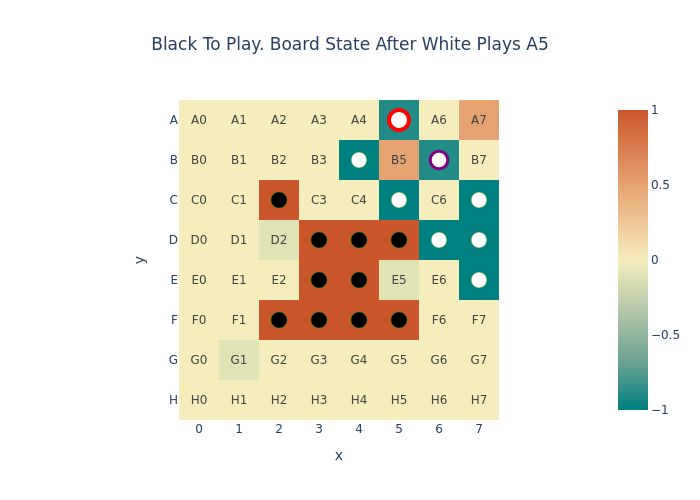 Black To Play. Board State After White Plays A5
A A0 A1 A2 A3 A4 A6 A7
B B0 B1 B2 B3 B5 B7
C C0 C1 C3 C4 C6
D D0 D1 D2
E E0 E1 E2 E5 E6
F F0 F1 F6 F7
G G0 G1 G2 G3 G4 G5 G6 G7
H H0 H1 H2 H3 H4 H5 H6 H7
0 1 2 3 4 5 6 7
x
y
1
0.5
0
−0.5
−1